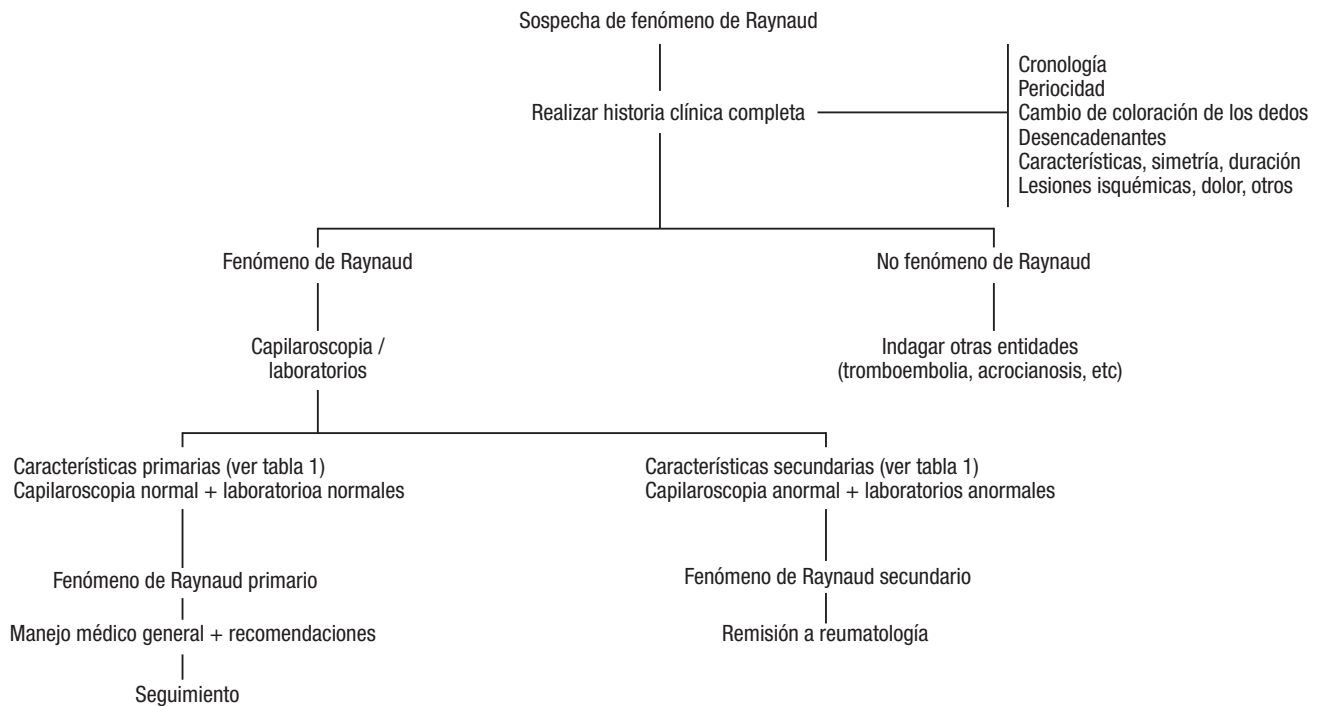 Sospecha de fenómeno de Raynaud
Realizar historia clínica completa
Cronología
Periocidad
Cambio de coloración de los dedos
Desencadenantes
Características, simetría, duración
Lesiones isquémicas, dolor, otros
Fenómeno de Raynaud
No fenómeno de Raynaud
Capilaroscopia /
laboratorios
Indagar otras entidades
(tromboembolia, acrocianosis, etc)
Características primarias (ver tabla 1)
Capilaroscopia normal + laboratorioa normales
Características secundarias (ver tabla 1)
Capilaroscopia anormal + laboratorios anormales
Fenómeno de Raynaud primario
Fenómeno de Raynaud secundario
Manejo médico general + recomendaciones
Remisión a reumatología
Seguimiento